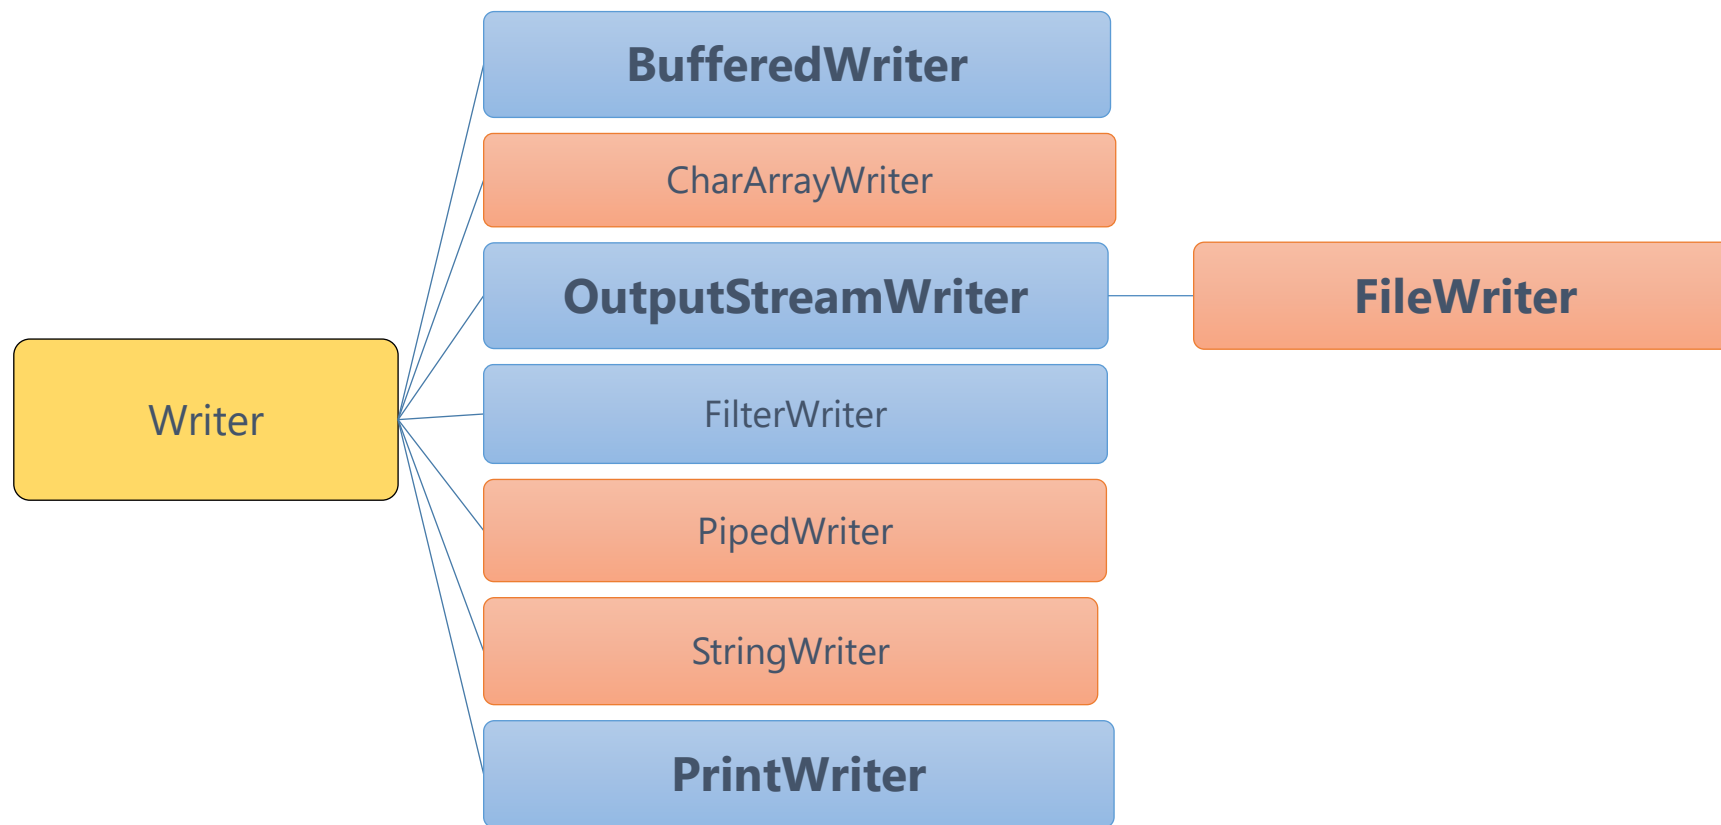 BufferedWriter
CharArrayWriter
OutputStreamWriter
FileWriter
Writer
FilterWriter
PipedWriter
StringWriter
PrintWriter